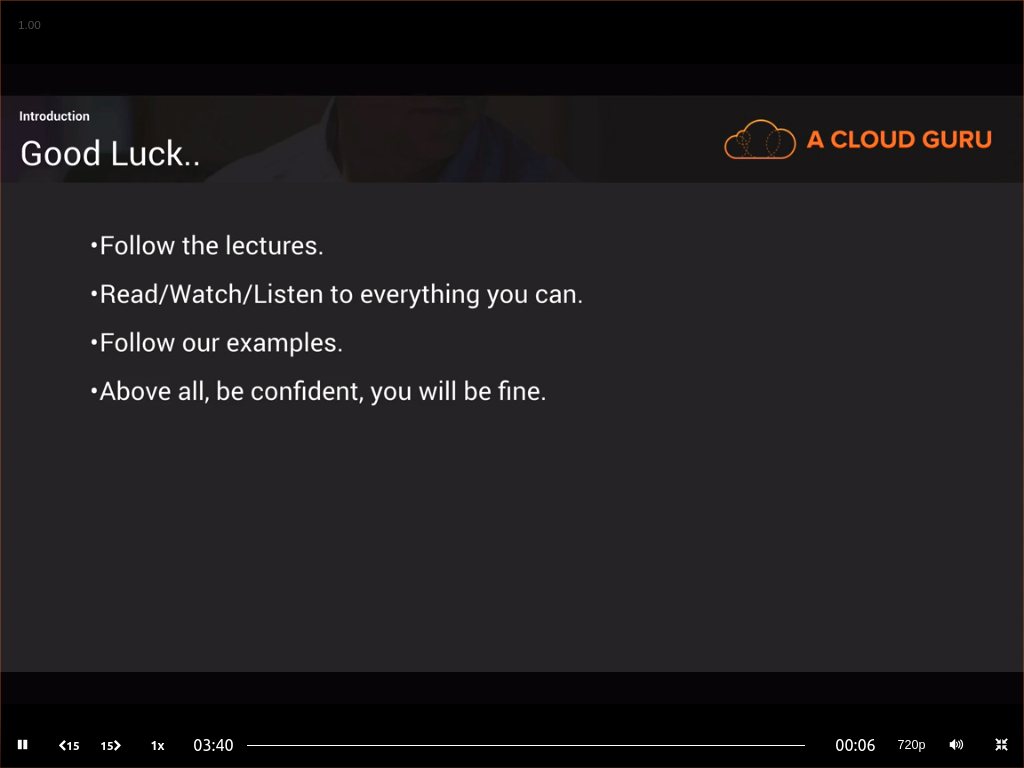 1.00
Introduction
Good Luck..
A CLOUD GURU
•Follow the lectures.
•Read/Watch/Listen to everything you can.
•Follow our examples.
•Above all, be confident, you will be fine.
15 15 1x 03:40 00:06 720p